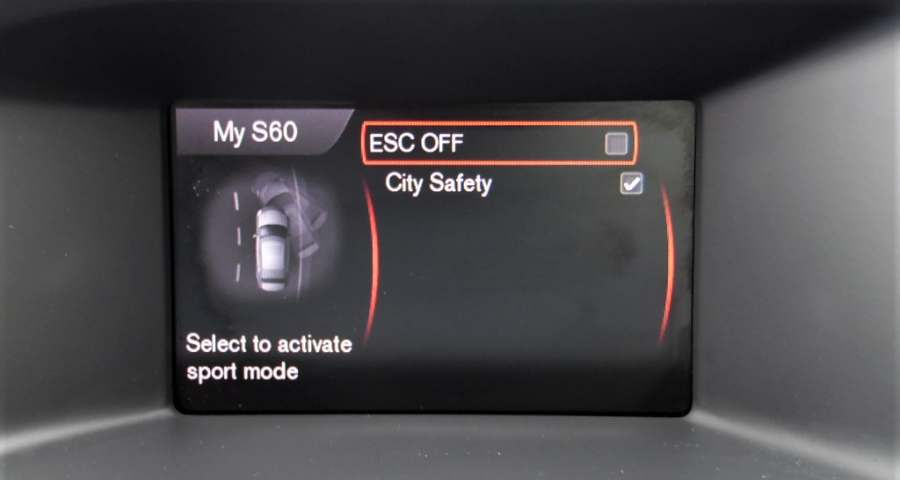 My S60
ESC OFF
City Safety
Select to activate
sport mode